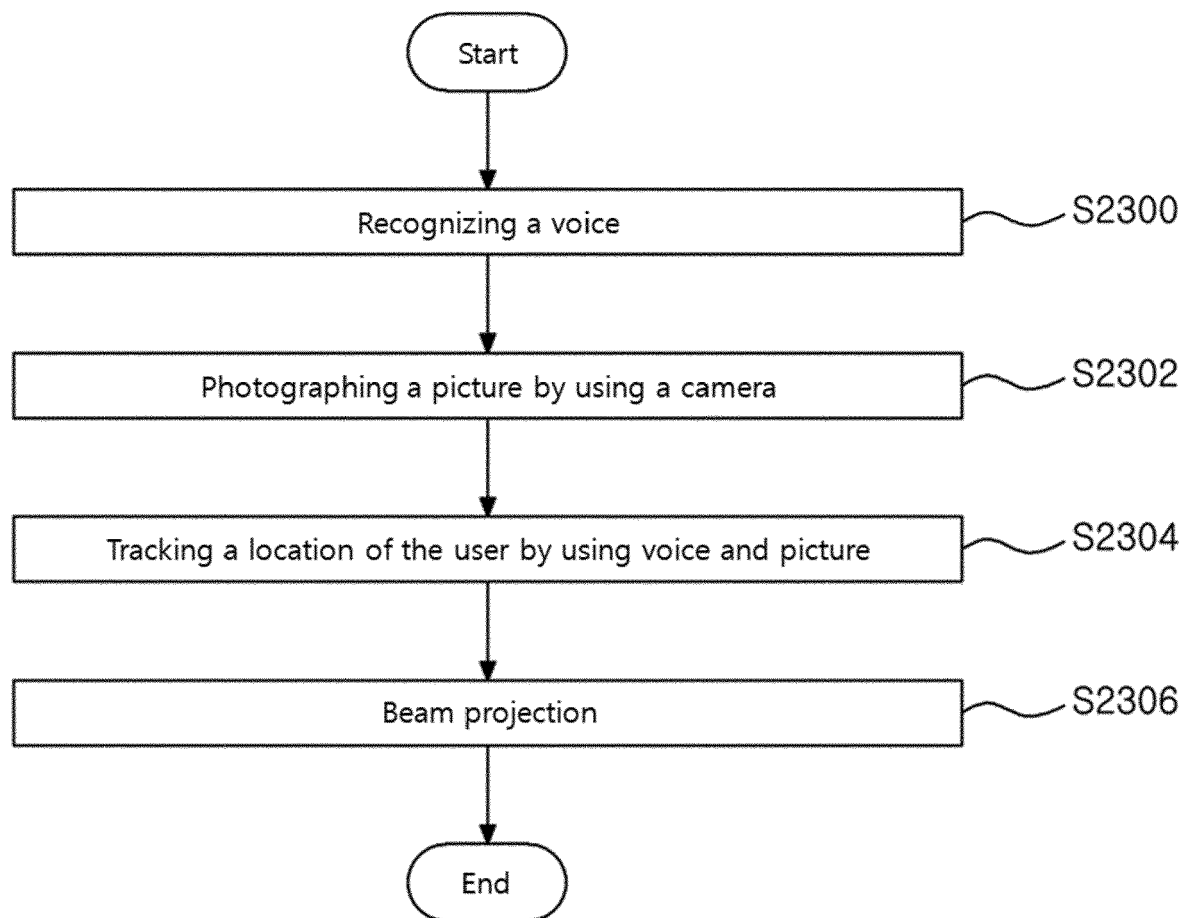 Start
Recognizing a voice
S2300
Photographing a picture by using a camera
S2302
Tracking a location of the user by using voice and picture
S2304
Beam projection
S2306
End